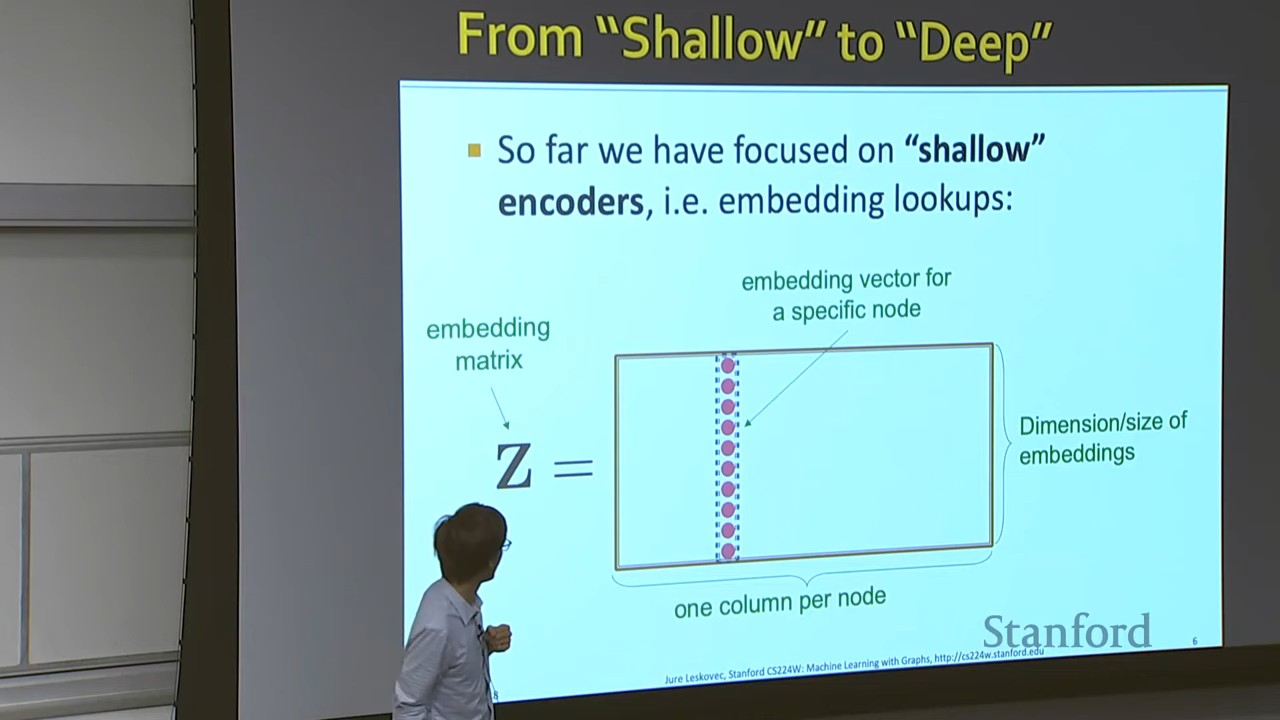 From “Shallow” to “Deep”
So far we have focused on “shallow”
encoders, i.e. embedding lookups:
embedding vector for
a specific node
embedding
matrix
Z =
Dimension/size of
embeddings
one column per node
Stanford
6
Jure Leskovec, Stanford CS224W: Machine Learning with Graphs, http://cs224w.stanford.edu